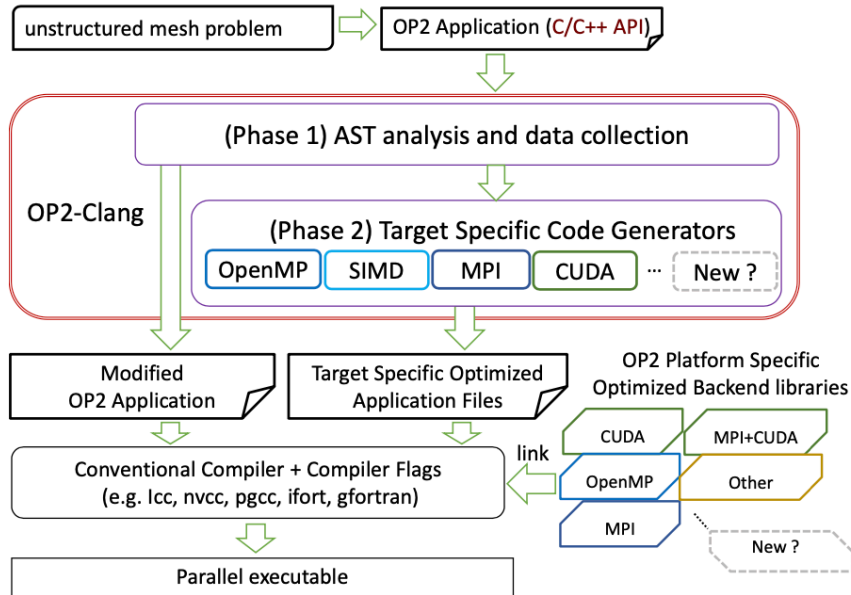 unstructured mesh problem
OP2 Application (C/C++ API)
(Phase 1) AST analysis and data collection
OP2-Clang
(Phase 2) Target Specific Code Generators
OpenMP
SIMD
MPI
CUDA
...
New ?
Modified
OP2 Application
Target Specific Optimized
Application Files
OP2 Platform Specific
Optimized Backend libraries
CUDA
MPI+CUDA
OpenMP
Other
MPI
New ?
link
Conventional Compiler + Compiler Flags
(e.g. Icc, nvcc, pgcc, ifort, gfortran)
Parallel executable